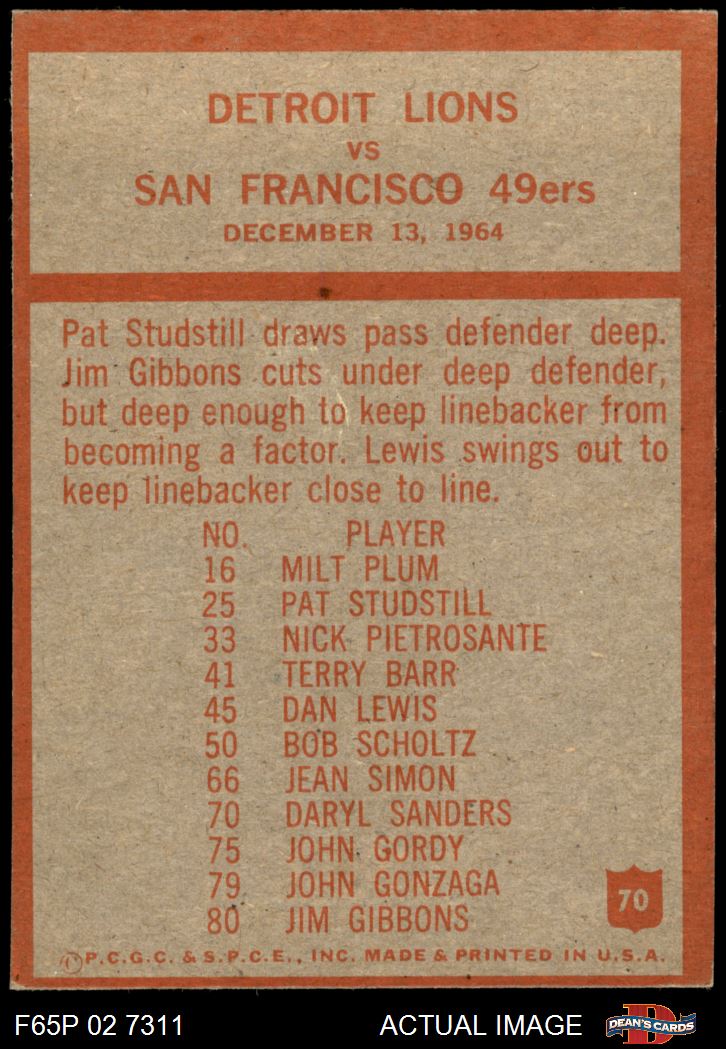 DETROIT LIONS
VS
SAN FRANCISCO 49ers
DECEMBER 13, 1964
Pat Studstill draws pass defender deep.
Jim Gibbons cuts under deep defender,
but deep enough to keep linebacker from
becoming a factor. Lewis swings out to
keep linebacker close to line.
NO. PLAYER
16 MILT PLUM
25 PAT STUDSTILL
33 NICK PIETROSANTE
41 TERRY BARR
45 DAN LEWIS
50 BOB SCHOLTZ
66 JEAN SIMON
70 DARYL SANDERS
75 JOHN GORDY
79 JOHN GONZAGA
80 JIM GIBBONS
70
P.C.G.C. & S.P.C.E., INC. MADE & PRINTED IN U.S.A.
F65P 02 7311
ACTUAL IMAGE
D
DEAN'S CARDS